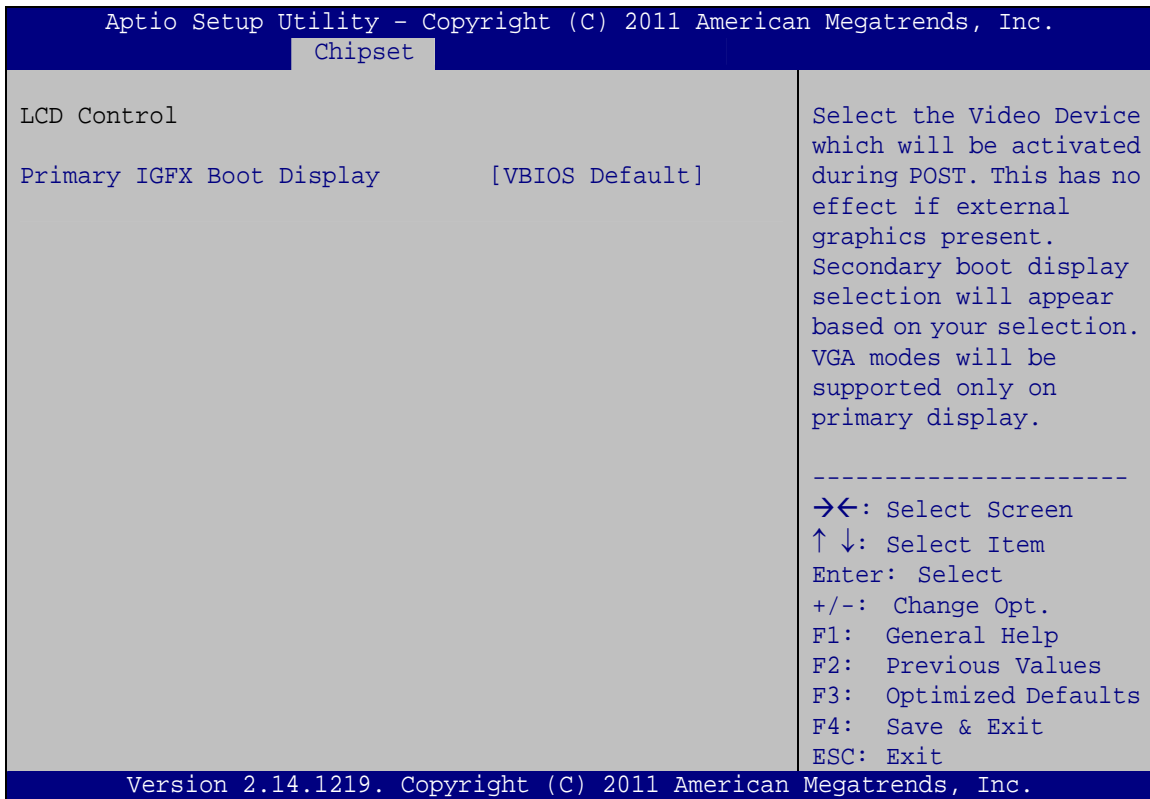 Aptio Setup Utility – Copyright (C) 2011 American Megatrends, Inc.
Chipset
LCD Control
Primary IGFX Boot Display [VBIOS Default]
Select the Video Device
which will be activated
during POST. This has no
effect if external
graphics present.
Secondary boot display
selection will appear
based on your selection.
VGA modes will be
supported only on
primary display.
----------------------
→←: Select Screen
↑ ↓: Select Item
Enter: Select
+/-: Change Opt.
F1: General Help
F2: Previous Values
F3: Optimized Defaults
F4: Save & Exit
ESC: Exit
Version 2.14.1219. Copyright (C) 2011 American Megatrends, Inc.